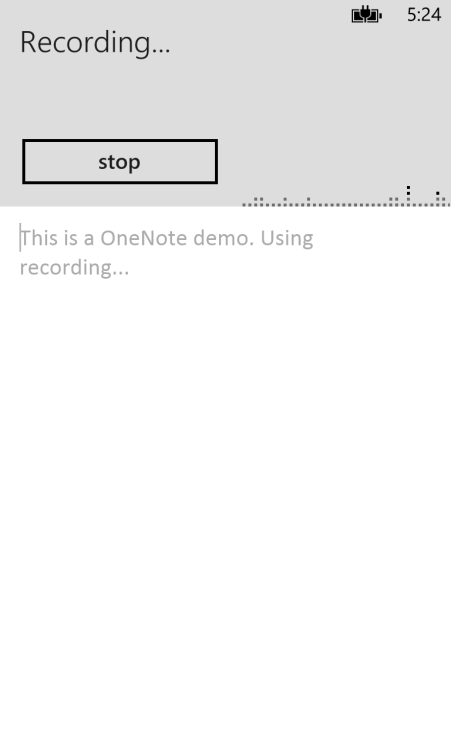 5:24
Recording...
stop
This is a OneNote demo. Using
recording...